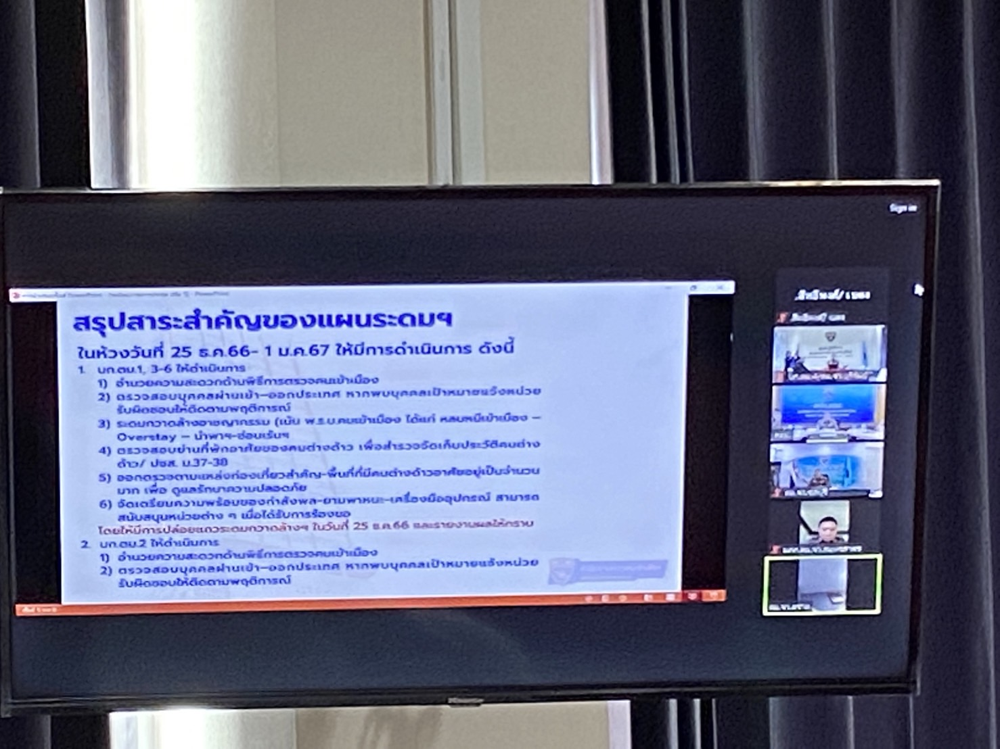 Sign in
สรุปสาระสำคัญของแผนระดมฯ
ในห้วงวันที่ 25 ธ.ค.66- 1 ม.ค.67 ให้มีการดำเนินการ ดังนี้
1. บก.ตม.1, 3-6 ให้ดำเนินการ
1) อำนวยความสะดวกด้านพิธีการตรวจคนเข้าเมือง
2) ตรวจสอบบุคคลผ่านเข้า–ออกประเทศ หากพบบุคคลเป้าหมายแจ้งหน่วย
รับผิดชอบให้ติดตามพฤติการณ์
3) ระดมกวาดล้างอาชญากรรม (เน้น พ.ร.บ.คนเข้าเมือง ได้แก่ หลบหนีเข้าเมือง –
Overstay – นำพาฯ-ซ่อนเร้นฯ
4) ตรวจสอบย่านที่พักอาศัยของคนต่างด้าว เพื่อสำรวจจัดเก็บประวัติคนต่าง
ด้าว/ ปชส. ม.37-38
5) ออกตรวจตามแหล่งท่องเที่ยวสำคัญ-พื้นที่ที่มีคนต่างด้าวอาศัยอยู่เป็นจำนวน
มาก เพื่อ ดูแลรักษาความปลอดภัย
6) จัดเตรียมความพร้อมของกำลังพล-ยานพาหนะ-เครื่องมืออุปกรณ์ สามารถ
สนับสนุนหน่วยต่าง ๆ เมื่อได้รับการร้องขอ
โดยให้มีการปล่อยแถวระดมกวาดล้างฯ ในวันที่ 25 ธ.ค.66 และรายงานผลให้ทราบ
2. บก.ตม.2 ให้ดำเนินการ
1) อำนวยความสะดวกด้านพิธีการตรวจคนเข้าเมือง
2) ตรวจสอบบุคคลผ่านเข้า–ออกประเทศ หากพบบุคคลเป้าหมายแจ้งหน่วย
รับผิดชอบให้ติดตามพฤติการณ์